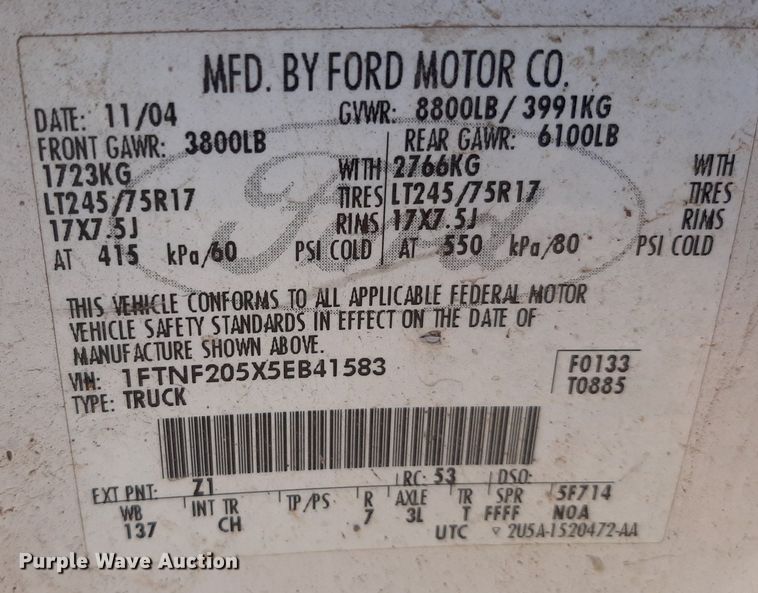 MFD. BY FORD MOTOR CO.
DATE: 11/04 GVWR: 8800LB/ 3991KG
FRONT GAWR: 3800LB REAR GAWR: 6100LB
1723KG WITH 2766KG WITH
LT245/75R17 TIRES LT245/75R17 TIRES
17X7.5J RIMS 17X7.5J RIMS
AT 415 kPa/60 PSI COLD AT 550 kPa/80 PSI COLD
Ford
THIS VEHICLE CONFORMS TO ALL APPLICABLE FEDERAL MOTOR
VEHICLE SAFETY STANDARDS IN EFFECT ON THE DATE OF
MANUFACTURE SHOWN ABOVE.
VIN: 1FTNF205X5EB41583 F0133
TYPE: TRUCK T0885
EXT PNT: Z1 RC: 53 DSO:
WB INT TR TP/PS R AXLE TR SPR 5F714
137 CH 7 3L T FFFF N0A
UTC ▽ 2U5A-1520472-AA
Purple Wave Auction